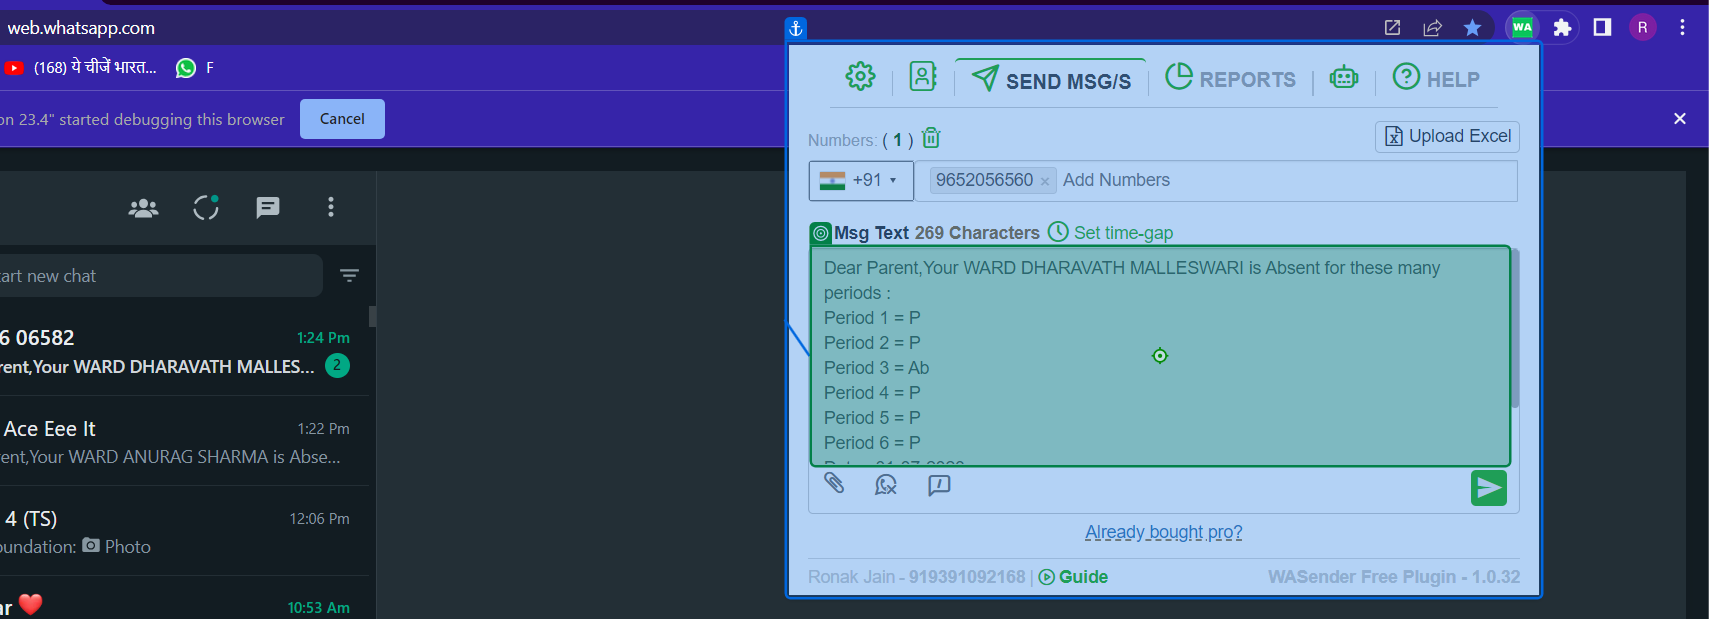 web.whatsapp.com
WA
R
(168) ये चीजें भारत...
F
on 23.4" started debugging this browser
Cancel
SEND MSG/S
REPORTS
HELP
Numbers: ( 1 )
Upload Excel
+91
9652056560 ×
Add Numbers
Msg Text 269 Characters
Set time-gap
Dear Parent,Your WARD DHARAVATH MALLESWARI is Absent for these many
periods :
Period 1 = P
Period 2 = P
Period 3 = Ab
Period 4 = P
Period 5 = P
Period 6 = P
Already bought pro?
Ronak Jain - 919391092168 | Guide
WASender Free Plugin - 1.0.32
art new chat
6 06582
1:24 Pm
rent,Your WARD DHARAVATH MALLES...
2
Ace Eee It
1:22 Pm
ent,Your WARD ANURAG SHARMA is Abse...
4 (TS)
12:06 Pm
oundation: Photo
ar ❤️
10:53 Am